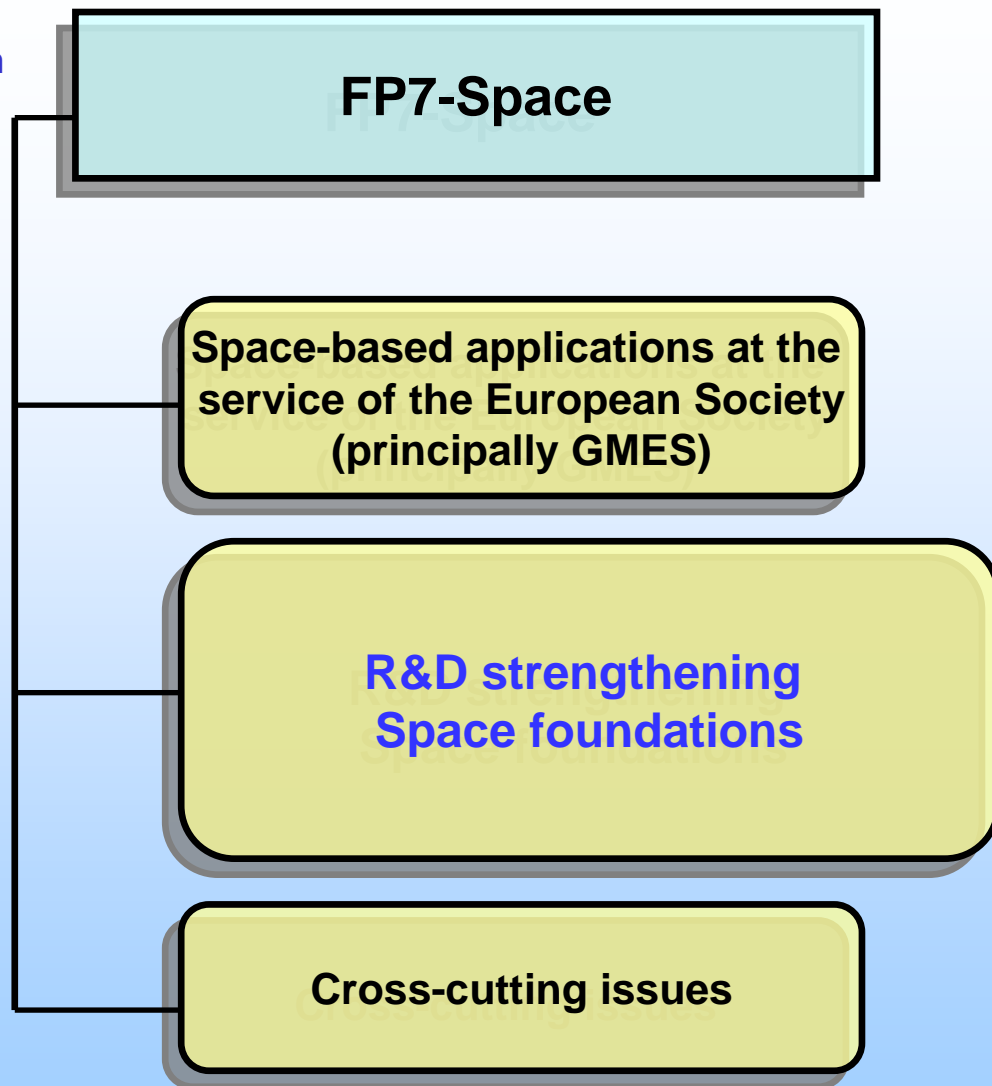 FP7-Space
Space-based applications at the
service of the European Society
(principally GMES)
R&D strengthening
Space foundations
Cross-cutting issues